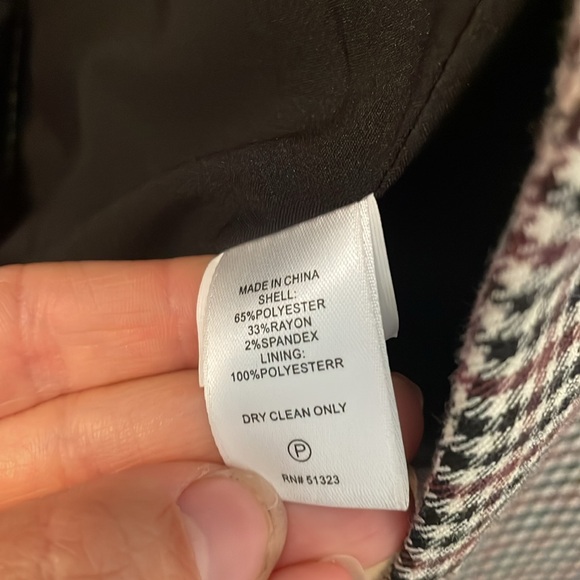 MADE IN CHINA
SHELL:
65%POLYESTER
33%RAYON
2%SPANDEX
LINING:
100%POLYESTERR
DRY CLEAN ONLY
P
RN# 51323